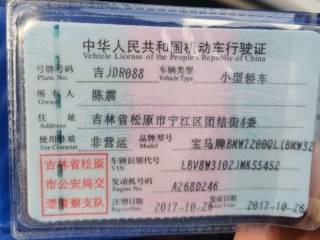 中华人民共和国机动车行驶证
Vehicle License of the People's Republic of China
号牌号码 吉JDR088 车辆类型 小型轿车
Plate No. Vehicle Type
所有人 陈震
Owner
住址 吉林省松原市宁江区团结街4委
Address
使用性质 非营运 品牌型号 宝马牌BMW7200QL(BMW32
Use Character Model
吉林省松原
市公安局交
通警察支队
车辆识别代号 LBV8W3102JMK55452
VIN
发动机号码 A268D246
Engine No.
注册日期 2017-10-26 发证日期 2017-10-26
Register Date Issue Date